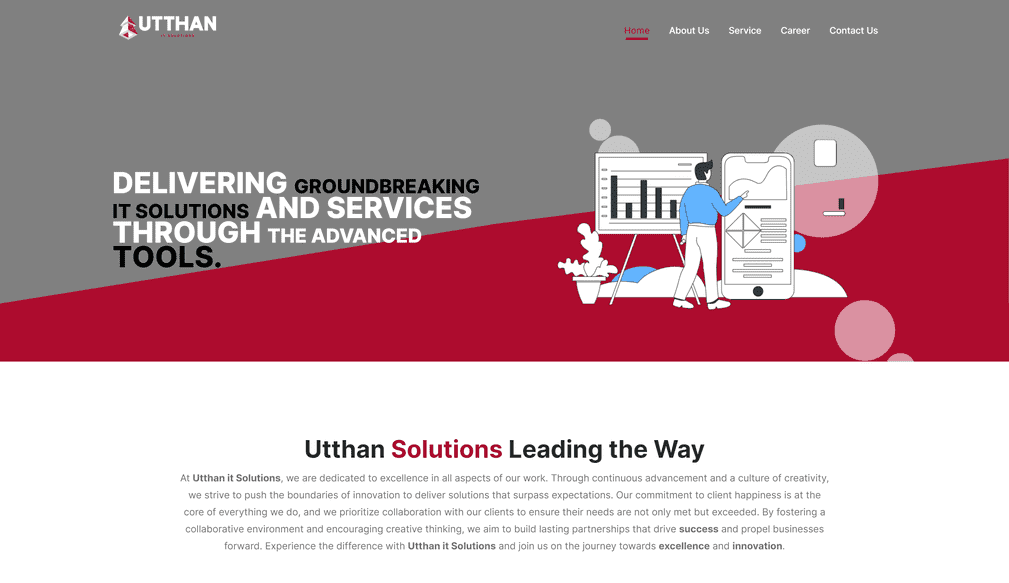 UTTHAN
IT SOLUTIONS
Home About Us Service Career Contact Us
DELIVERING GROUNDBREAKING
IT SOLUTIONS AND SERVICES
THROUGH THE ADVANCED
TOOLS.
Utthan Solutions Leading the Way
At Utthan it Solutions, we are dedicated to excellence in all aspects of our work. Through continuous advancement and a culture of creativity,
we strive to push the boundaries of innovation to deliver solutions that surpass expectations. Our commitment to client happiness is at the
core of everything we do, and we prioritize collaboration with our clients to ensure their needs are not only met but exceeded. By fostering a
collaborative environment and encouraging creative thinking, we aim to build lasting partnerships that drive success and propel businesses
forward. Experience the difference with Utthan it Solutions and join us on the journey towards excellence and innovation.